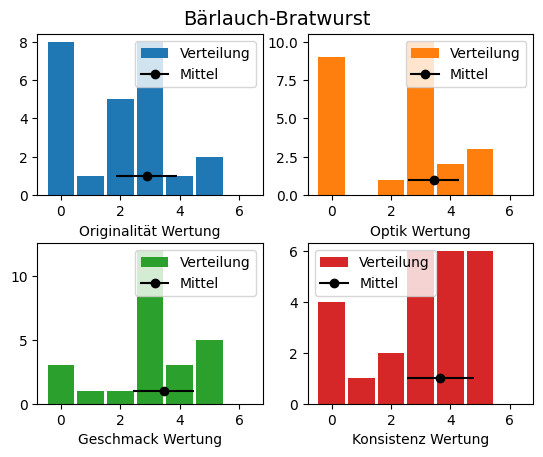 Bärlauch-Bratwurst
8
6
4
2
0
Verteilung
Mittel
0 2 4 6
Originalität Wertung
10.0
7.5
5.0
2.5
0.0
Verteilung
Mittel
0 2 4 6
Optik Wertung
10
5
0
Verteilung
Mittel
0 2 4 6
Geschmack Wertung
6
4
2
0
Verteilung
Mittel
0 2 4 6
Konsistenz Wertung